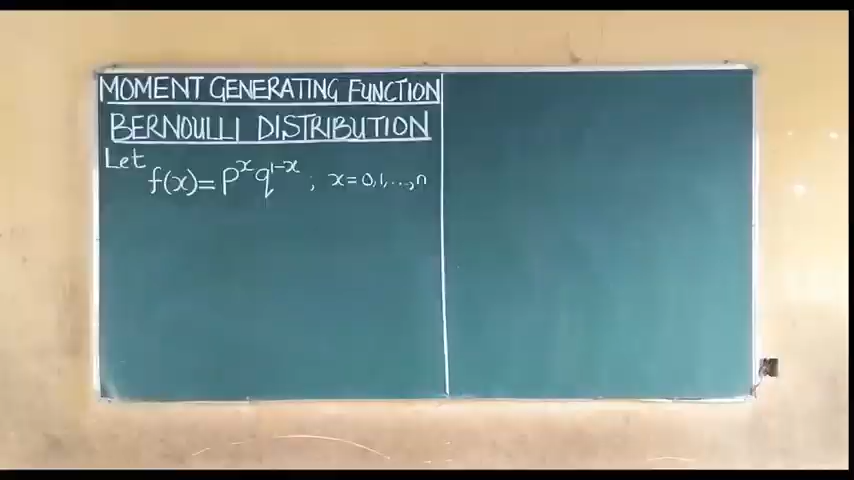 MOMENT GENERATING FUNCTION
BERNOULLI DISTRIBUTION
Let
f(x)= p^x q^{1-x} ; x=0,1,...,n